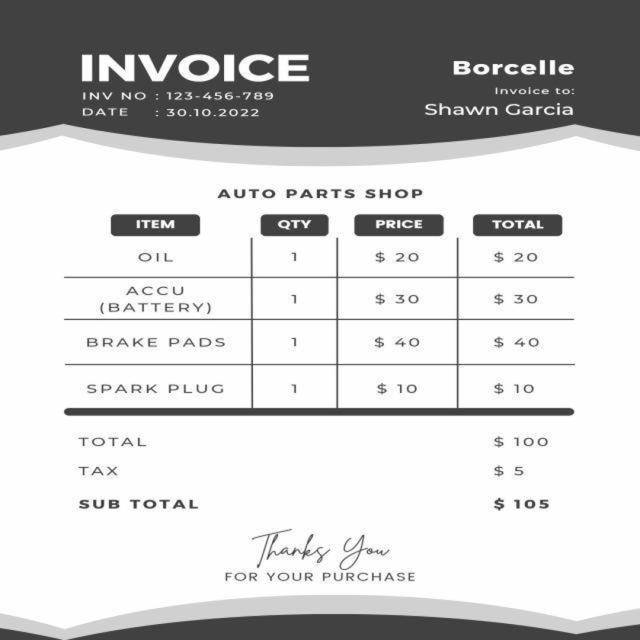 INVOICE
INV NO : 123-456-789
DATE : 30.10.2022
Borcelle
Invoice to:
Shawn Garcia
AUTO PARTS SHOP
ITEM QTY PRICE TOTAL
OIL 1 $ 20 $ 20
ACCU
(BATTERY) 1 $ 30 $ 30
BRAKE PADS 1 $ 40 $ 40
SPARK PLUG 1 $ 10 $ 10
TOTAL $ 100
TAX $ 5
SUB TOTAL $ 105
Thanks You
FOR YOUR PURCHASE